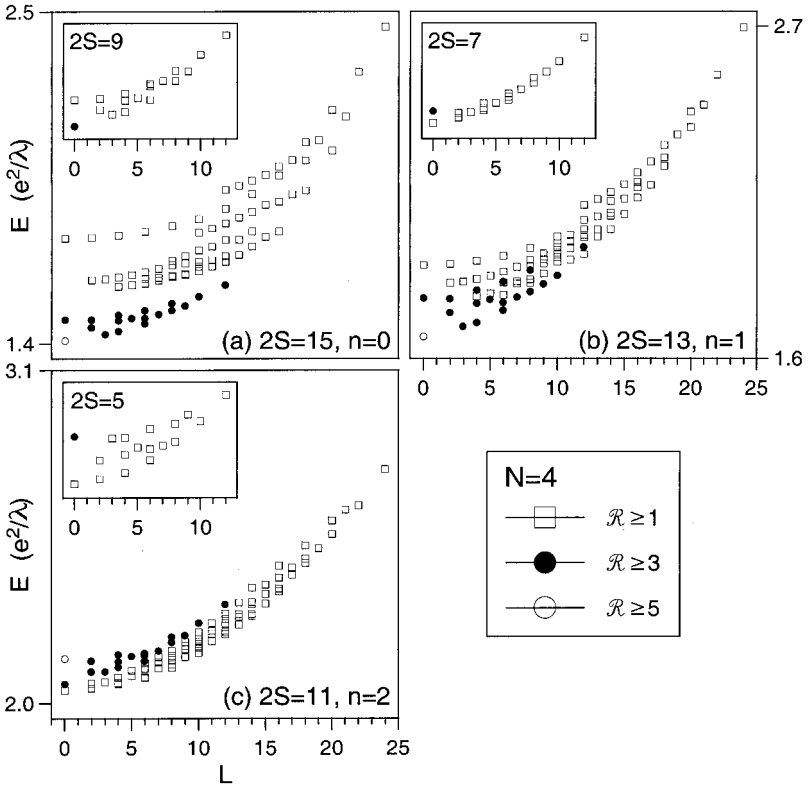 2.5
2S=9
0 5 10
E (e²/λ)
1.4
(a) 2S=15, n=0
2.7
2S=7
0 5 10
(b) 2S=13, n=1
1.6
0 5 10 15 20 25
3.1
2S=5
0 5 10
E (e²/λ)
2.0
(c) 2S=11, n=2
0 5 10 15 20 25
L
N=4
ℛ ≥ 1
ℛ ≥ 3
ℛ ≥ 5